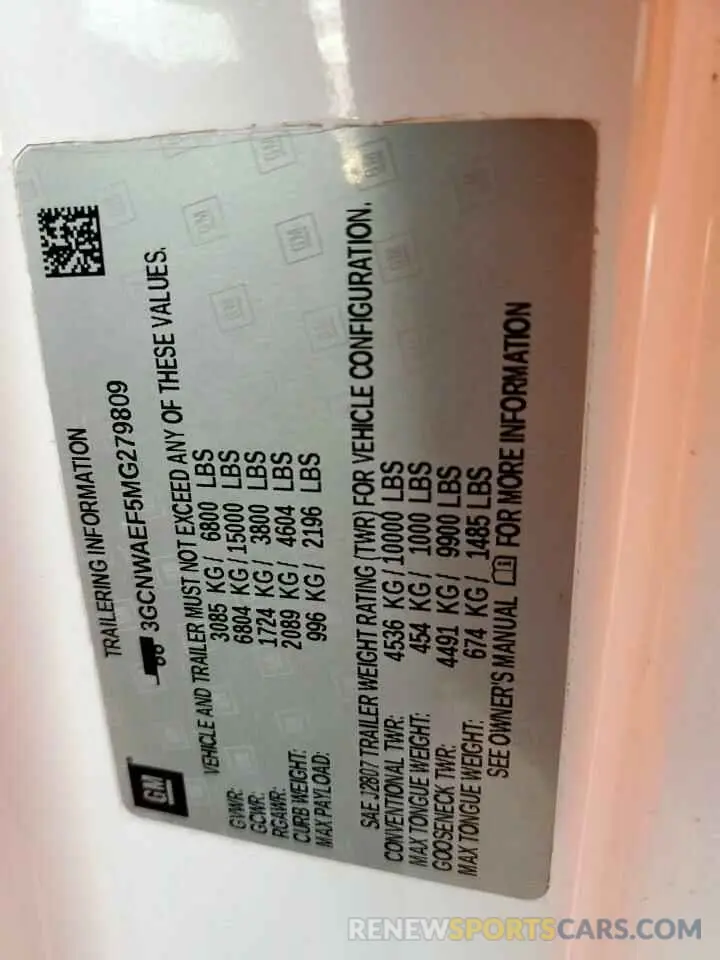 TRAILERING INFORMATION
3GCNWAEF5MG279809
GM
VEHICLE AND TRAILER MUST NOT EXCEED ANY OF THESE VALUES.
GVWR: 3085 KG / 6800 LBS
GCWR: 6804 KG / 15000 LBS
RGAWR: 1724 KG / 3800 LBS
CURB WEIGHT: 2089 KG / 4604 LBS
MAX PAYLOAD: 996 KG / 2196 LBS
SAE J2807 TRAILER WEIGHT RATING (TWR) FOR VEHICLE CONFIGURATION.
CONVENTIONAL TWR: 4536 KG / 10000 LBS
MAX TONGUE WEIGHT: 454 KG / 1000 LBS
GOOSENECK TWR: 4491 KG / 9900 LBS
MAX TONGUE WEIGHT: 674 KG / 1485 LBS
SEE OWNER'S MANUAL FOR MORE INFORMATION
RENEWSPORTSCARS.COM